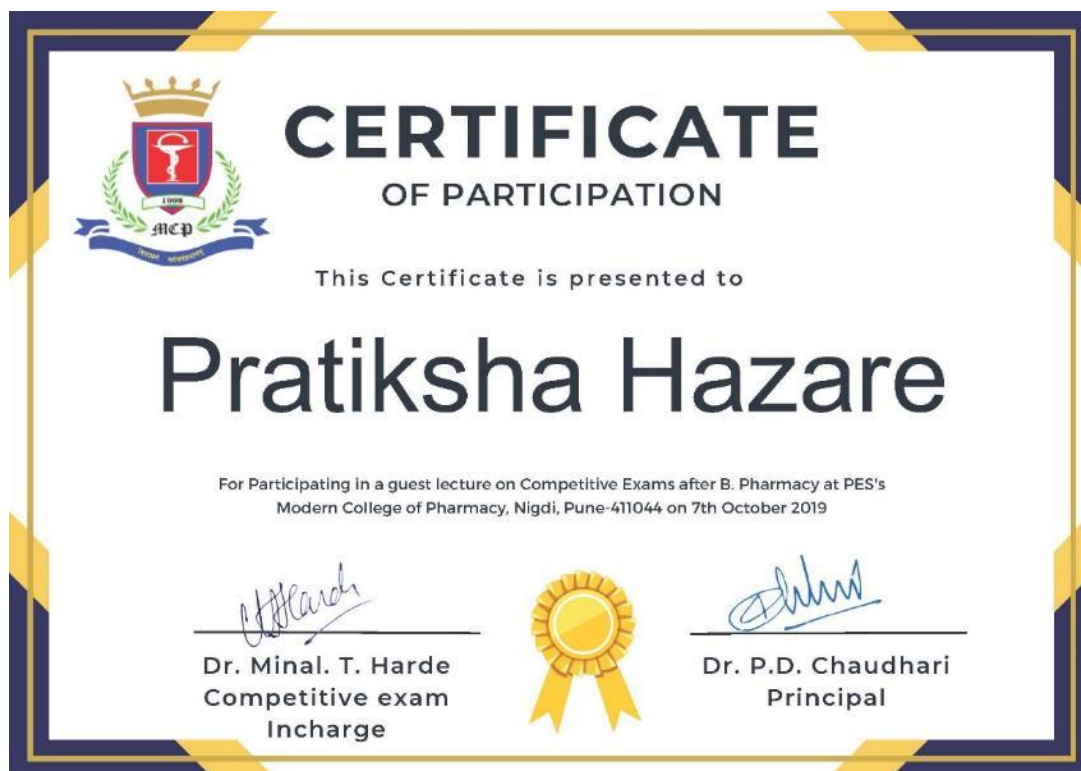 CERTIFICATE
OF PARTICIPATION
1998
MCP
This Certificate is presented to
Pratiksha Hazare
For Participating in a guest lecture on Competitive Exams after B. Pharmacy at PES's
Modern College of Pharmacy, Nigdi, Pune-411044 on 7th October 2019
Dr. Minal. T. Harde
Competitive exam
Incharge
Dr. P.D. Chaudhari
Principal